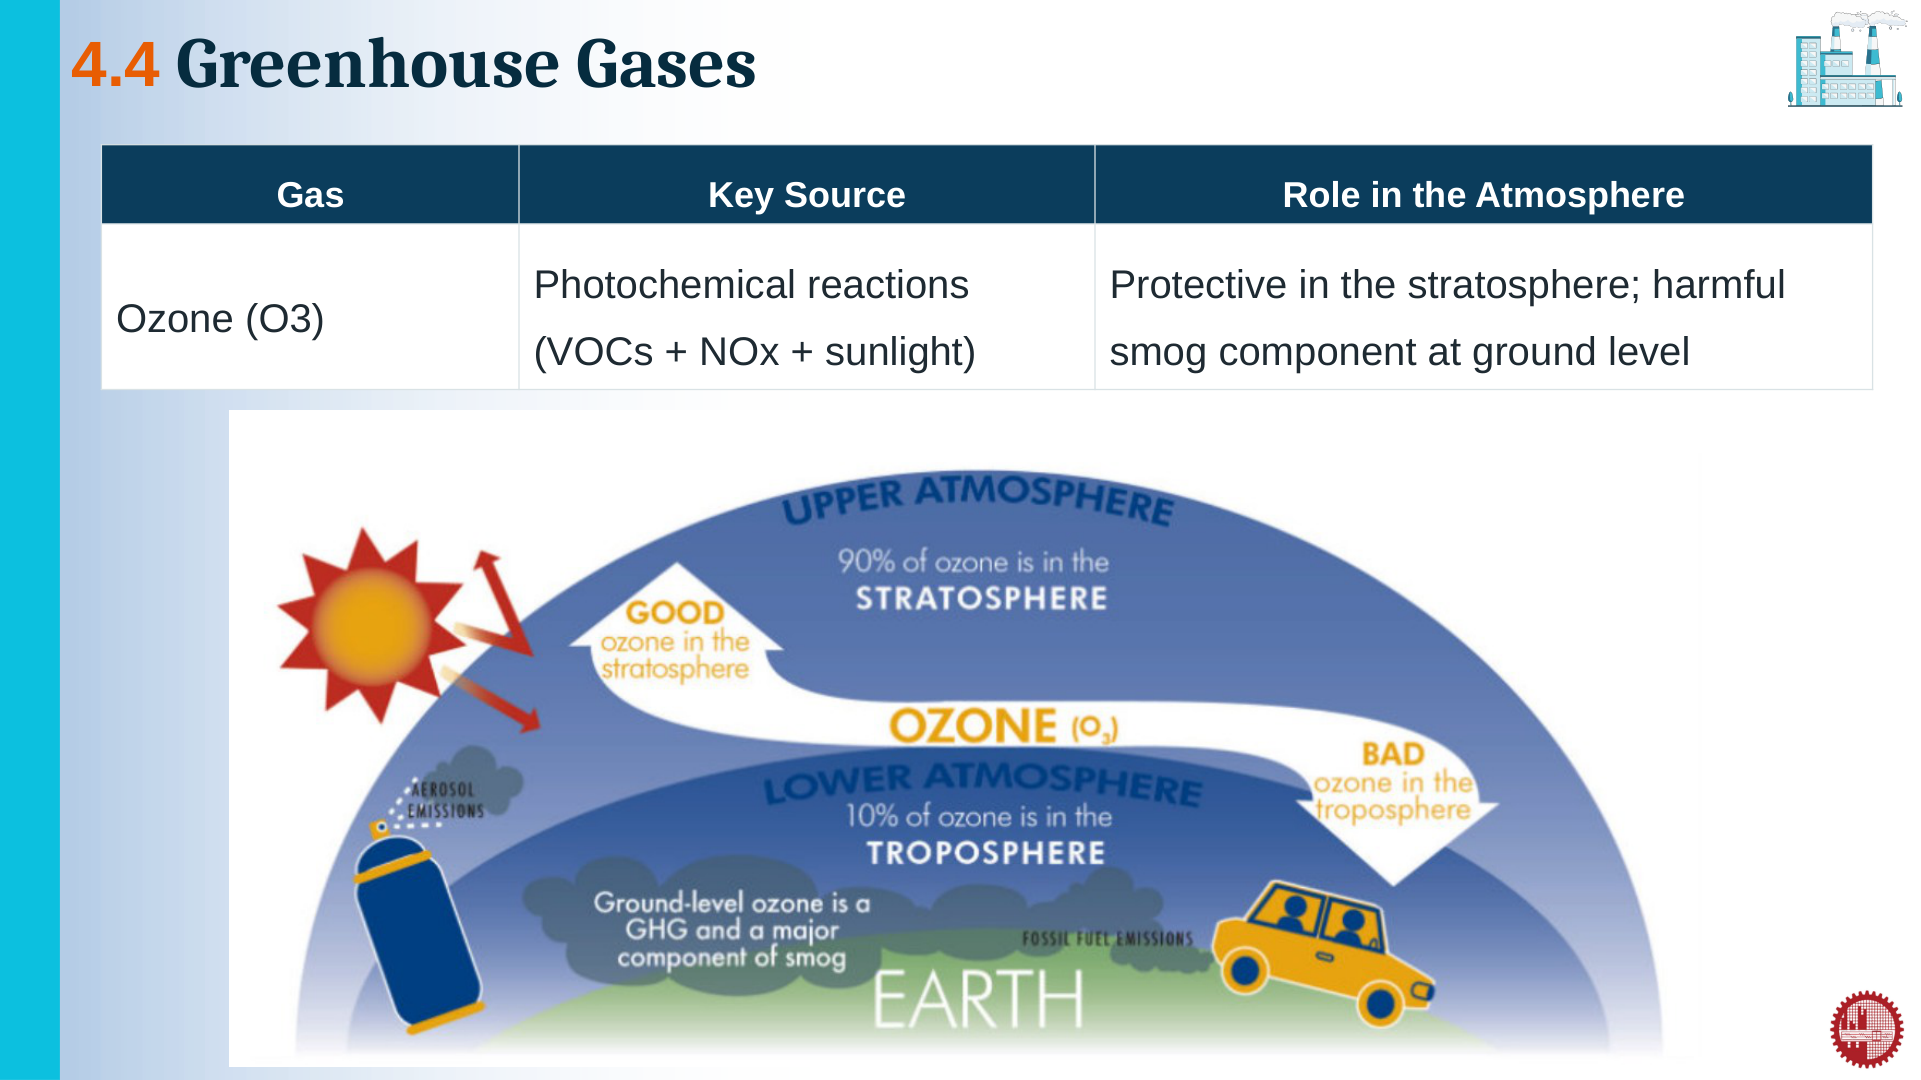 4.4 Greenhouse Gases
Gas
Key Source
Role in the Atmosphere
Ozone (O3)
Photochemical reactions
(VOCs + NOx + sunlight)
Protective in the stratosphere; harmful
smog component at ground level
UPPER ATMOSPHERE
90% of ozone is in the
STRATOSPHERE
GOOD
ozone in the
stratosphere
OZONE (O3)
BAD
ozone in the
troposphere
LOWER ATMOSPHERE
10% of ozone is in the
TROPOSPHERE
AEROSOL
EMISSIONS
Ground-level ozone is a
GHG and a major
component of smog
FOSSIL FUEL EMISSIONS
EARTH